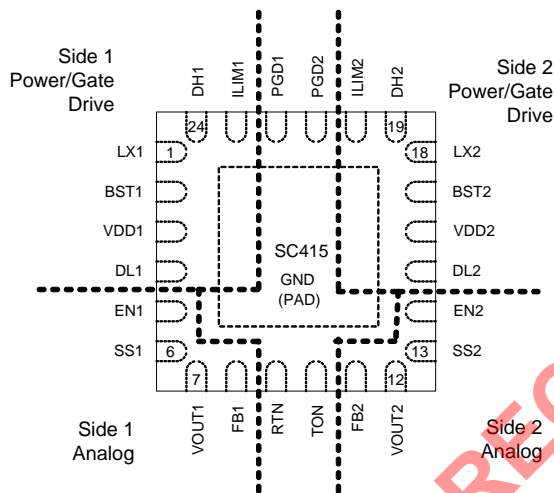 Side 1
Power/Gate
Drive
DH1
ILIM1
PGD1
PGD2
ILIM2
DH2
Side 2
Power/Gate
Drive
24
19
LX1
1
18
LX2
BST1
BST2
VDD1
VDD2
SC415
DL1
GND
DL2
(PAD)
EN1
EN2
SS1
6
13
SS2
7
12
VOUT1
FB1
RTN
TON
FB2
VOUT2
Side 1
Analog
Side 2
Analog
REC